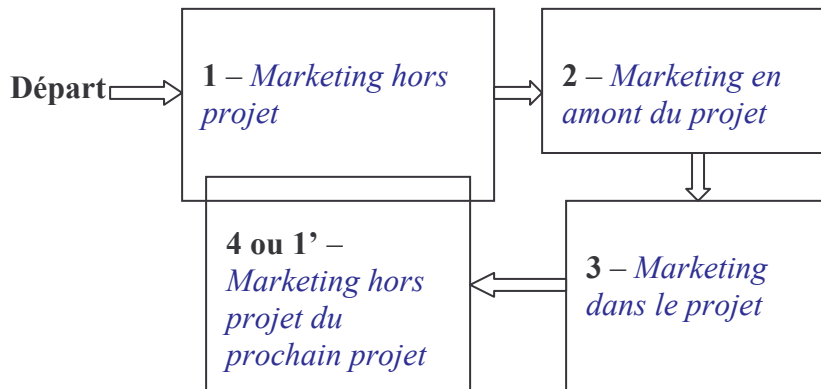 Départ
1 – Marketing hors
projet
2 – Marketing en
amont du projet
3 – Marketing
dans le projet
4 ou 1’ –
Marketing hors
projet du
prochain projet